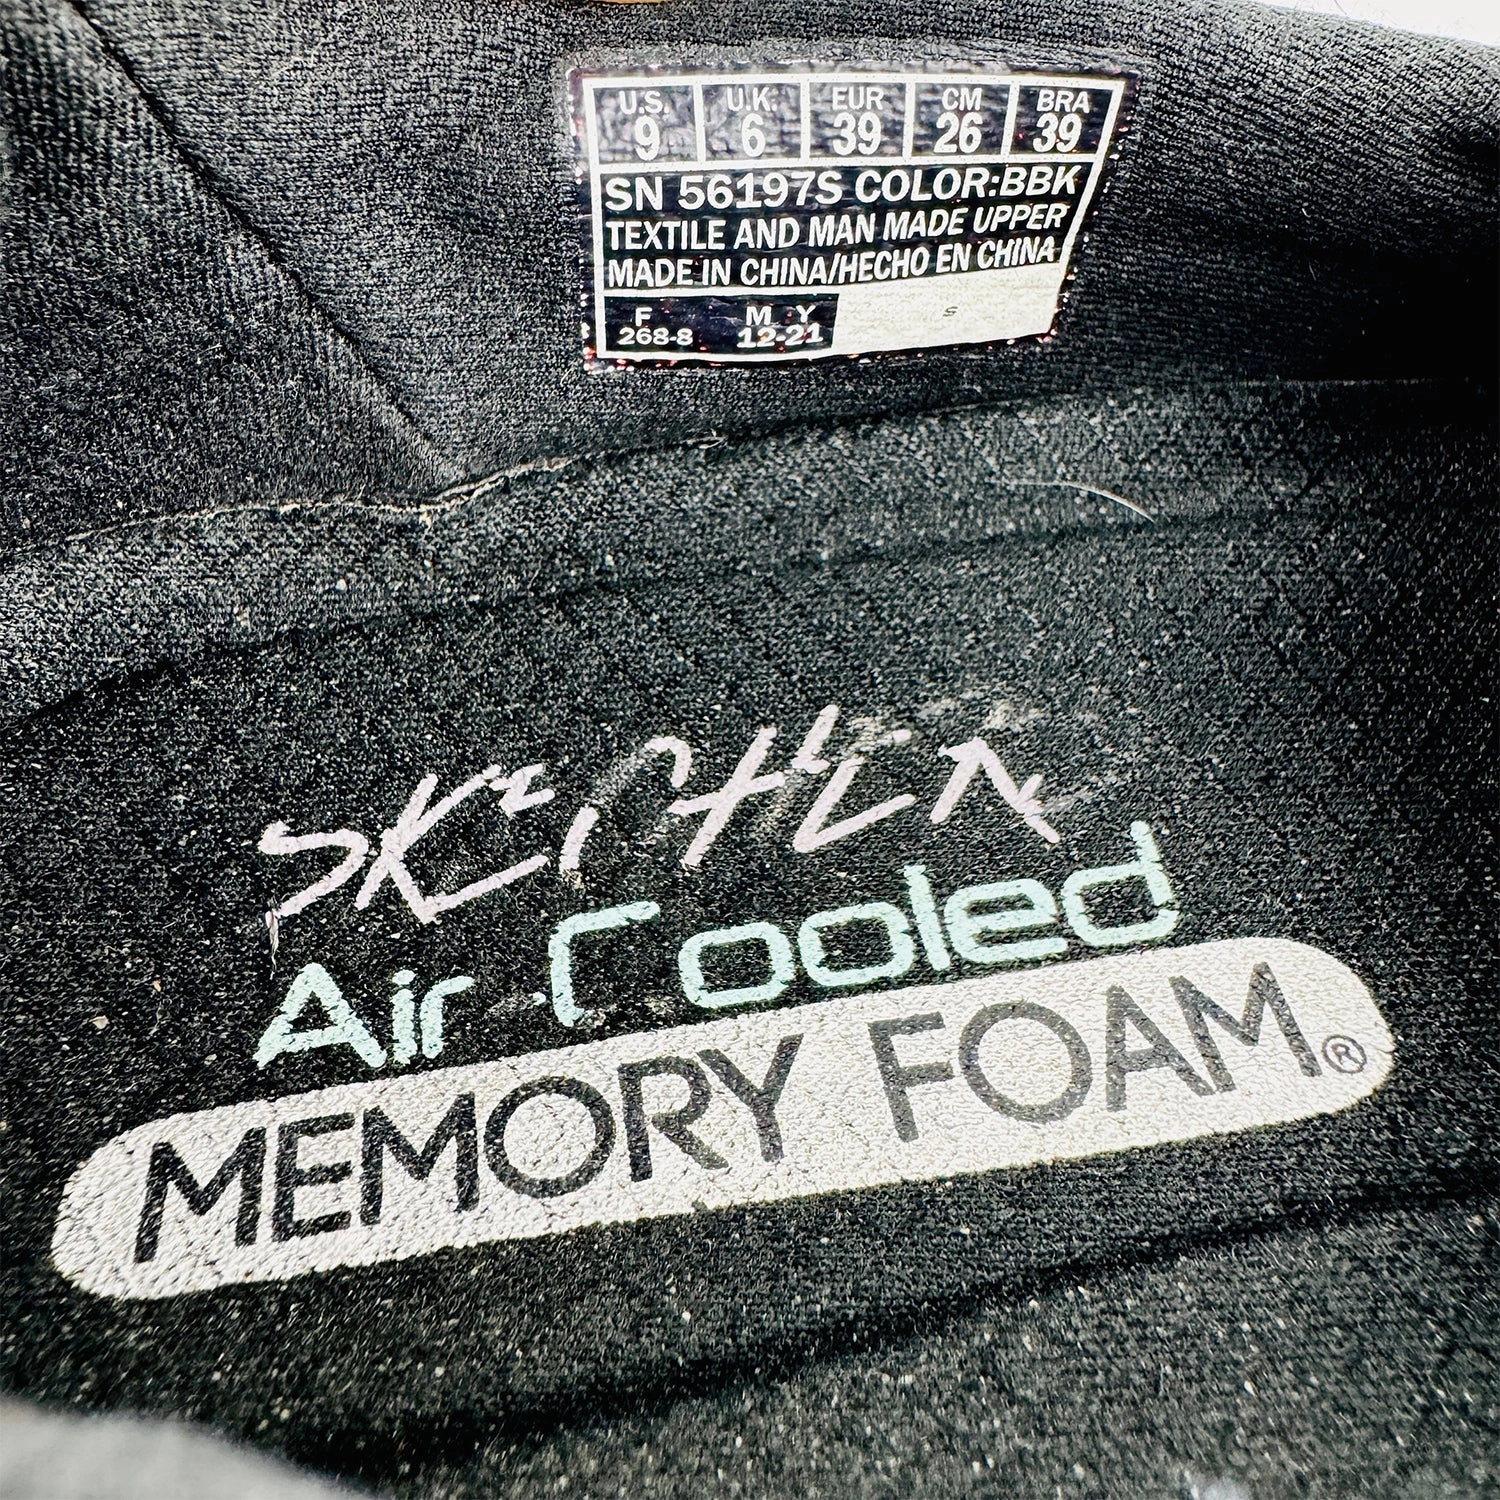 U.S. U.K. EUR CM BRA
9 6 39 26 39
SN 56197S COLOR:BBK
TEXTILE AND MAN MADE UPPER
MADE IN CHINA/HECHO EN CHINA
F M Y S
268-8 12-21
Air Cooled
MEMORY FOAM®